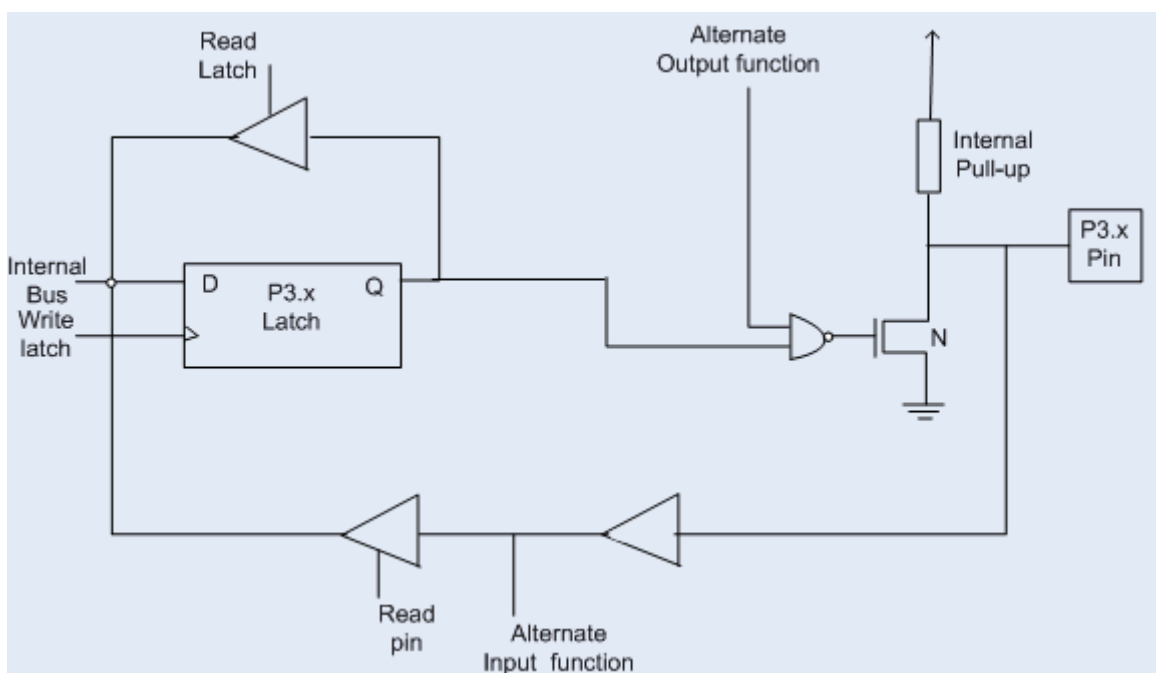 Read
Latch
Alternate
Output function
Internal
Pull-up
P3.x
Pin
Internal
Bus
Write
latch
D
P3.x
Latch
Q
N
Read
pin
Alternate
Input function